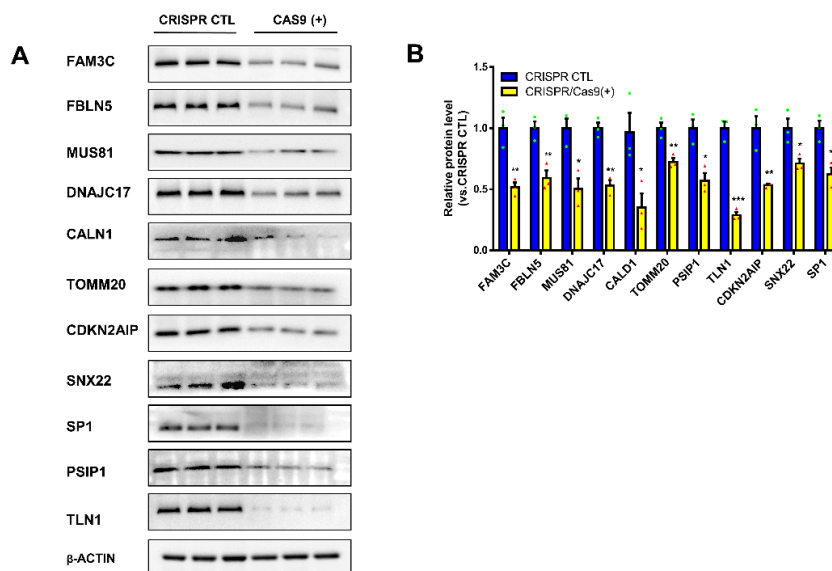 A
CRISPR CTL CAS9 (+)
FAM3C
FBLN5
MUS81
DNAJC17
CALN1
TOMM20
CDKN2AIP
SNX22
SP1
PSIP1
TLN1
β-ACTIN
B
CRISPR CTL
CRISPR/Cas9(+)
Relative protein level
(vs.CRISPR CTL)
1.5
1.0
0.5
0.0
** ** * ** * ** * *** ** * *
FAM3C
FBLN5
MUS81
DNAJC17
CALD1
TOMM20
PSIP1
TLN1
CDKN2AIP
SNX22
SP1